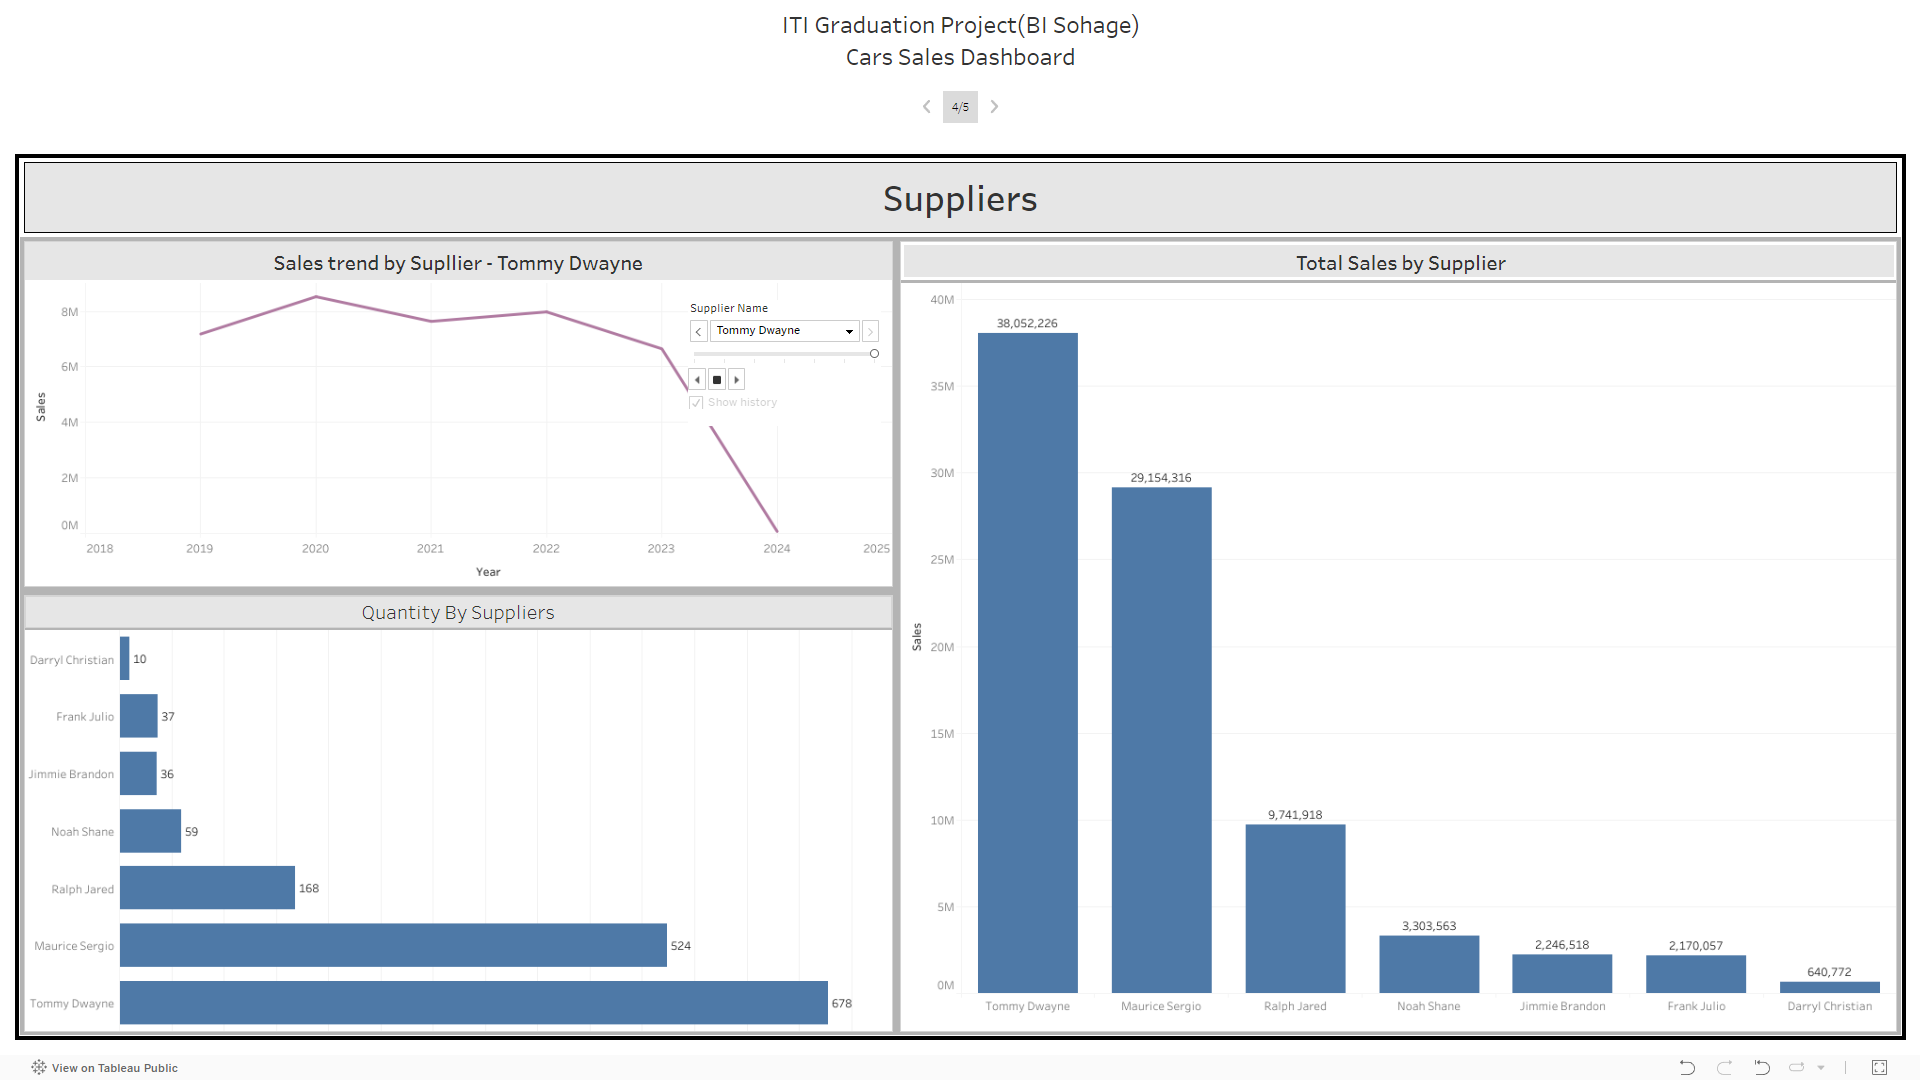 ITI Graduation Project(BI Sohage)
Cars Sales Dashboard
4/5
Suppliers
Sales trend by Supllier - Tommy Dwayne
8M
6M
4M
2M
0M
Sales
2018 2019 2020 2021 2022 2023 2024 2025
Year
Supplier Name
Tommy Dwayne
Show history
Quantity By Suppliers
Darryl Christian 10
Frank Julio 37
Jimmie Brandon 36
Noah Shane 59
Ralph Jared 168
Maurice Sergio 524
Tommy Dwayne 678
Total Sales by Supplier
40M
35M
30M
25M
20M
15M
10M
5M
0M
Sales
38,052,226
29,154,316
9,741,918
3,303,563
2,246,518
2,170,057
640,772
Tommy Dwayne Maurice Sergio Ralph Jared Noah Shane Jimmie Brandon Frank Julio Darryl Christian
View on Tableau Public